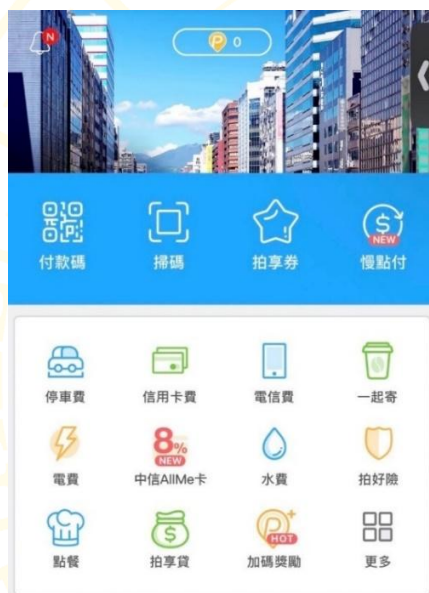 N
P 0
付款碼 掃碼 拍享券 慢點付
NEW
停車費 信用卡費 電信費 一起寄
8%
NEW
電費 中信AllMe卡 水費 拍好險
HOT
點餐 拍享貸 加碼獎勵 更多